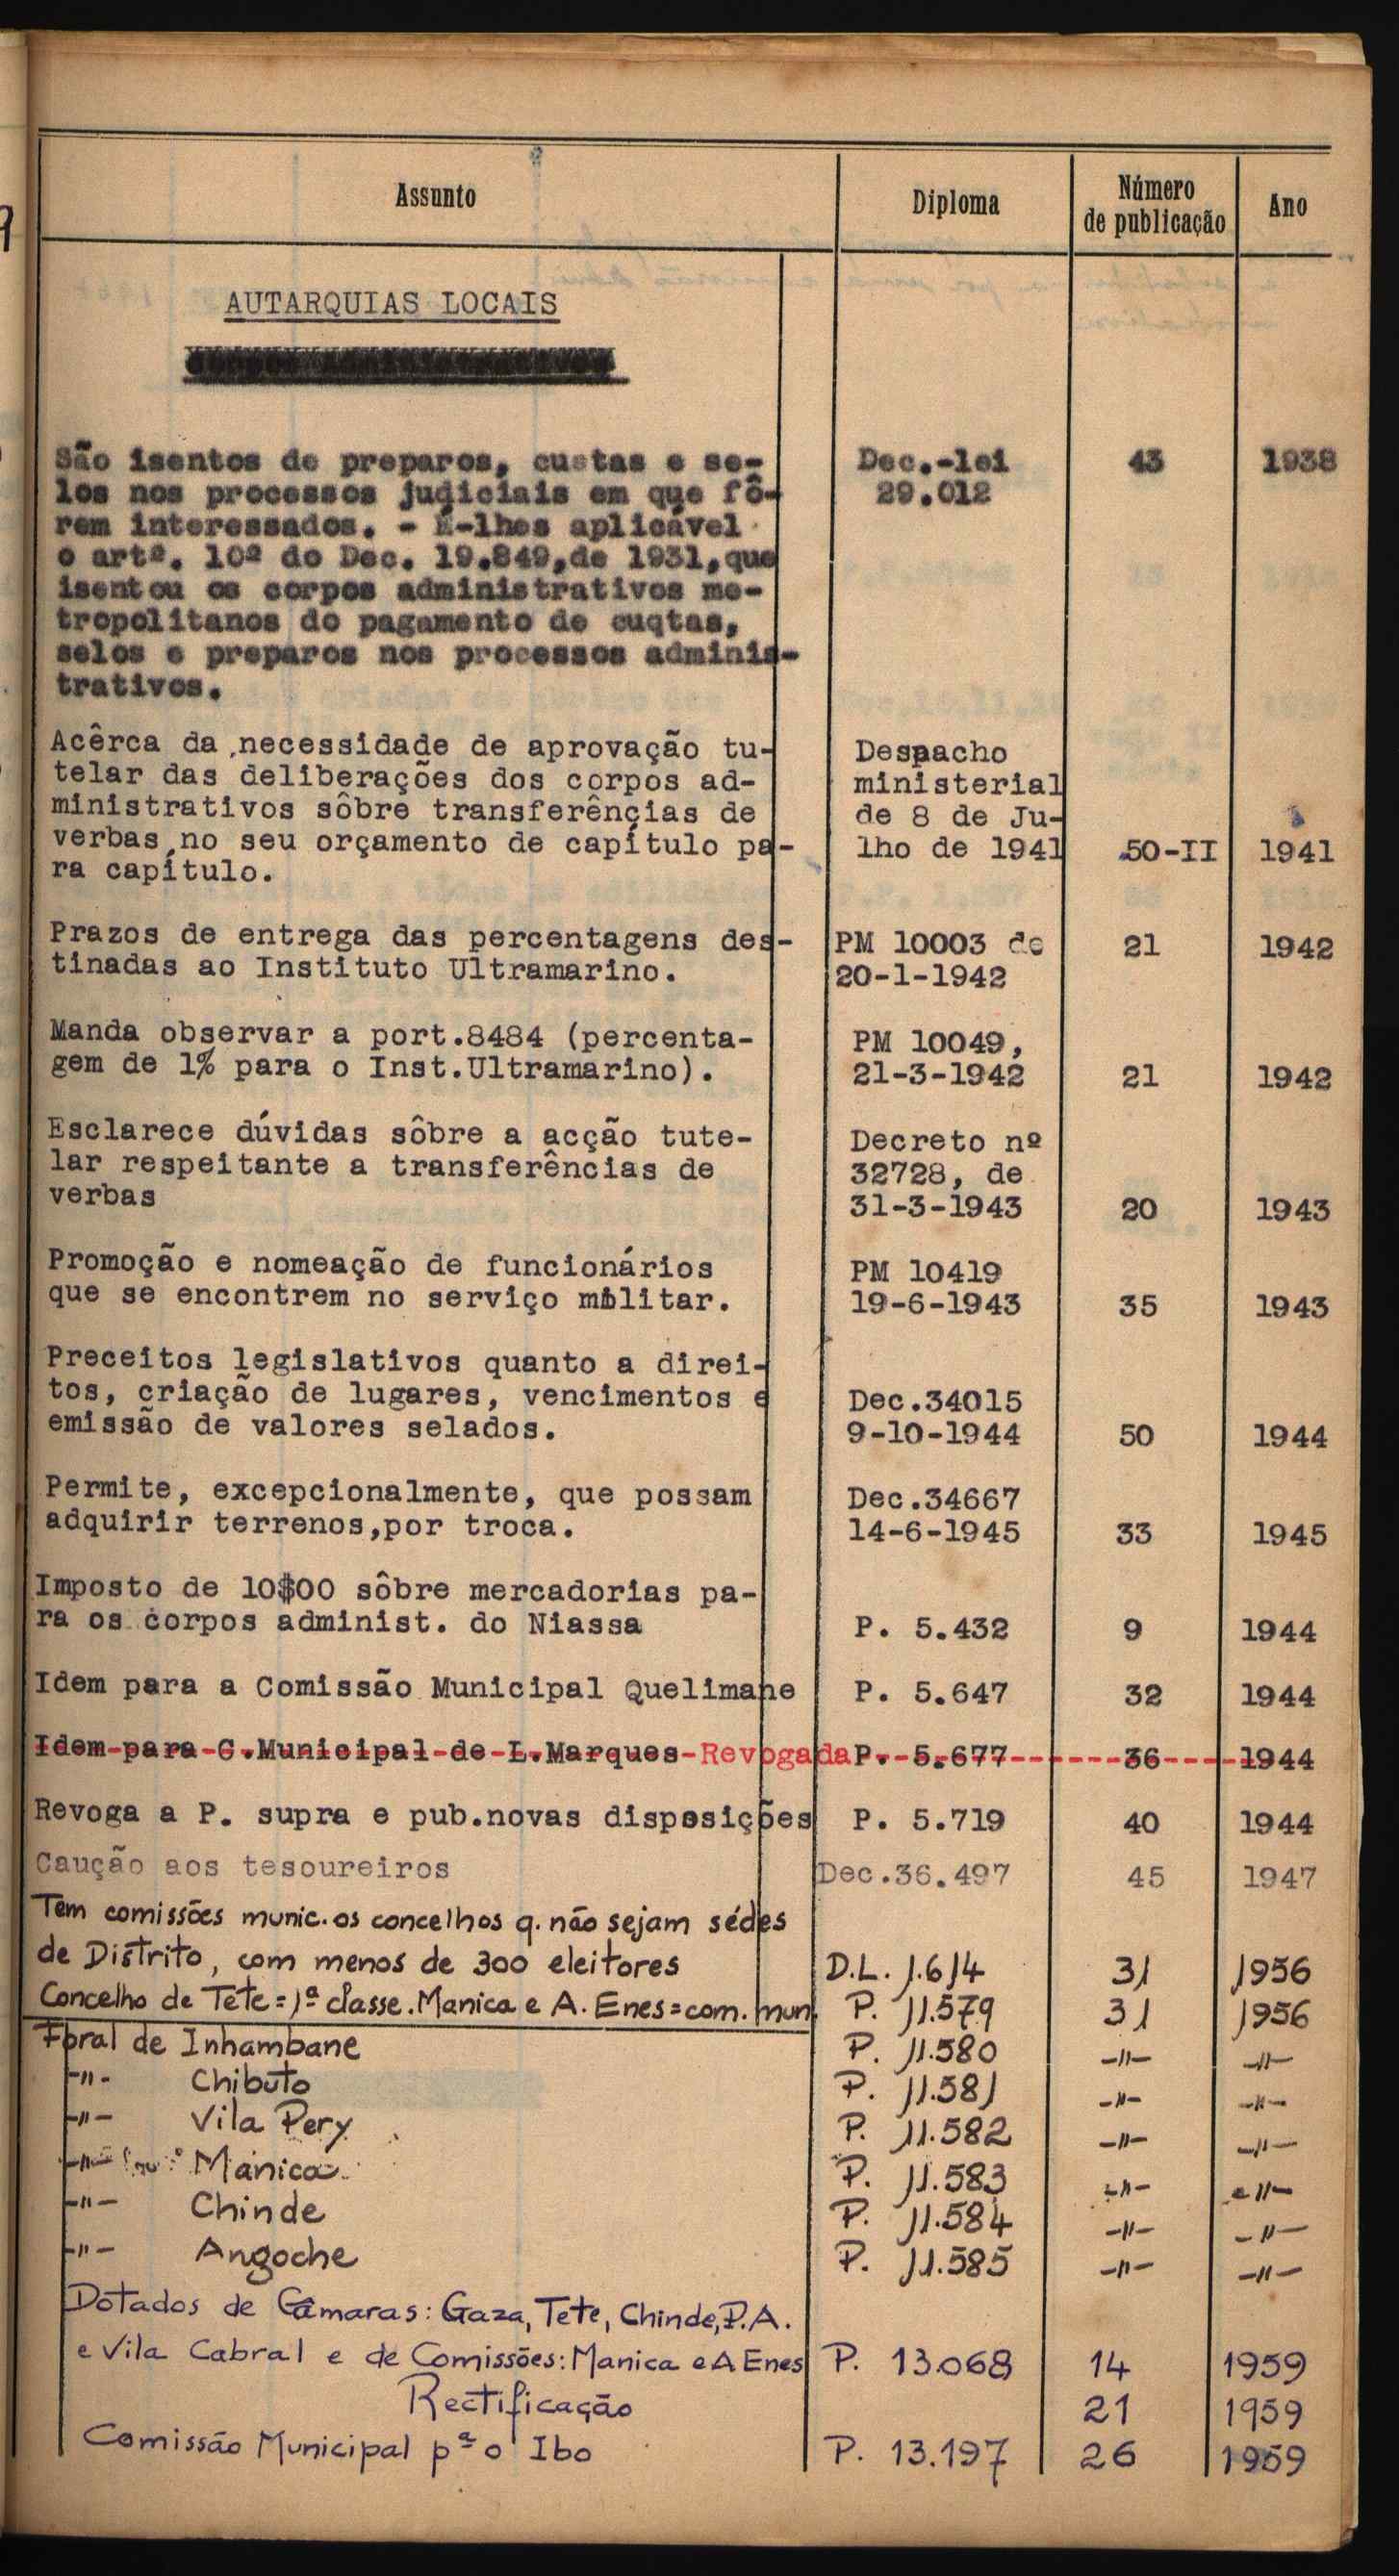 Assunto Diploma Número de publicação Ano
AUTARQUIAS LOCAIS
São isentos de preparos, custas e se- Dec.-lei 43 1938
los nos processos judiciais em que fô- 29.012
rem interessados. - É-lhes aplicável
o artº. 10º do Dec. 19.849,de 1931,que
isentou os corpos administrativos me-
tropolitanos do pagamento de cuqtas,
selos e preparos nos processos adminis-
trativos.
Acêrca da necessidade de aprovação tu- Despacho
telar das deliberações dos corpos ad- ministerial
ministrativos sôbre transferências de de 8 de Ju-
verbas no seu orçamento de capítulo pa- lho de 1941 50-II 1941
ra capítulo.
Prazos de entrega das percentagens des- PM 10003 de 21 1942
tinadas ao Instituto Ultramarino. 20-1-1942
Manda observar a port.8484 (percenta- PM 10049,
gem de 1% para o Inst.Ultramarino). 21-3-1942 21 1942
Esclarece dúvidas sôbre a acção tute- Decreto nº
lar respeitante a transferências de 32728, de
verbas 31-3-1943 20 1943
Promoção e nomeação de funcionários PM 10419
que se encontrem no serviço militar. 19-6-1943 35 1943
Preceitos legislativos quanto a direi-
tos, criação de lugares, vencimentos e Dec.34015
emissão de valores selados. 9-10-1944 50 1944
Permite, excepcionalmente, que possam Dec.34667
adquirir terrenos,por troca. 14-6-1945 33 1945
Imposto de 10$00 sôbre mercadorias pa-
ra os corpos administ. do Niassa P. 5.432 9 1944
Idem para a Comissão Municipal Quelimane P. 5.647 32 1944
Idem-para-C.Municipal-de-L.Marques-Revogada P. 5.677 36 1944
Revoga a P. supra e pub.novas disposições P. 5.719 40 1944
Caução aos tesoureiros Dec.36.497 45 1947
Tem comissões munic. os concelhos q. não sejam sédes
de Distrito, com menos de 300 eleitores D.L. 1.614 31 1956
Concelho de Tete=1ª classe. Manica e A. Enes=com. mun. P. 11.579 31 1956
Foral de Inhambane P. 11.580 -"- -"-
-"- Chibuto P. 11.581 -"- -"-
-"- Vila Pery P. 11.582 -"- -"-
-"- Manica P. 11.583 -"- -"-
-"- Chinde P. 11.584 -"- -"-
-"- Angoche P. 11.585 -"- -"-
Dotados de Câmaras: Gaza, Tete, Chinde, P.A.
e Vila Cabral e de Comissões: Manica e A Enes P. 13.068 14 1959
Rectificação 21 1959
Comissão Municipal pª o Ibo P. 13.197 26 1959